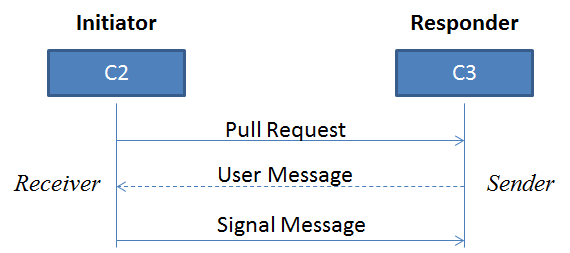 Initiator
Responder
C2
C3
Pull Request
User Message
Receiver
Sender
Signal Message